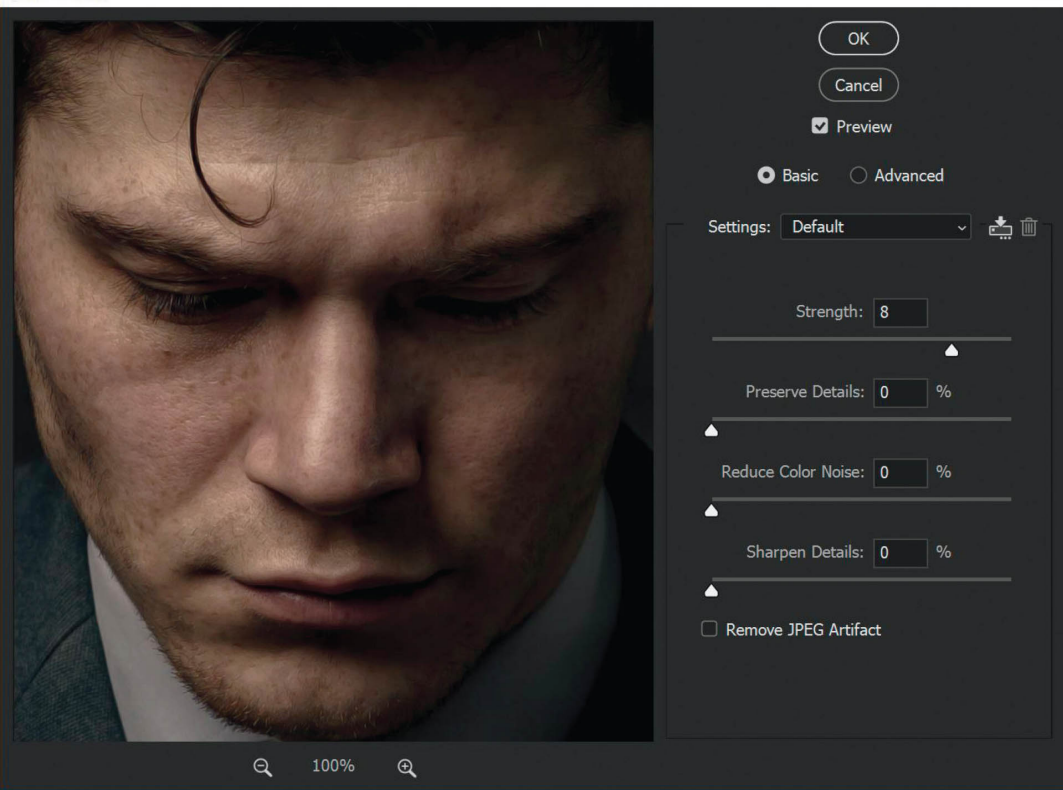 OK
Cancel
Preview
Basic Advanced
Settings: Default
Strength: 8
Preserve Details: 0 %
Reduce Color Noise: 0 %
Sharpen Details: 0 %
Remove JPEG Artifact
100%